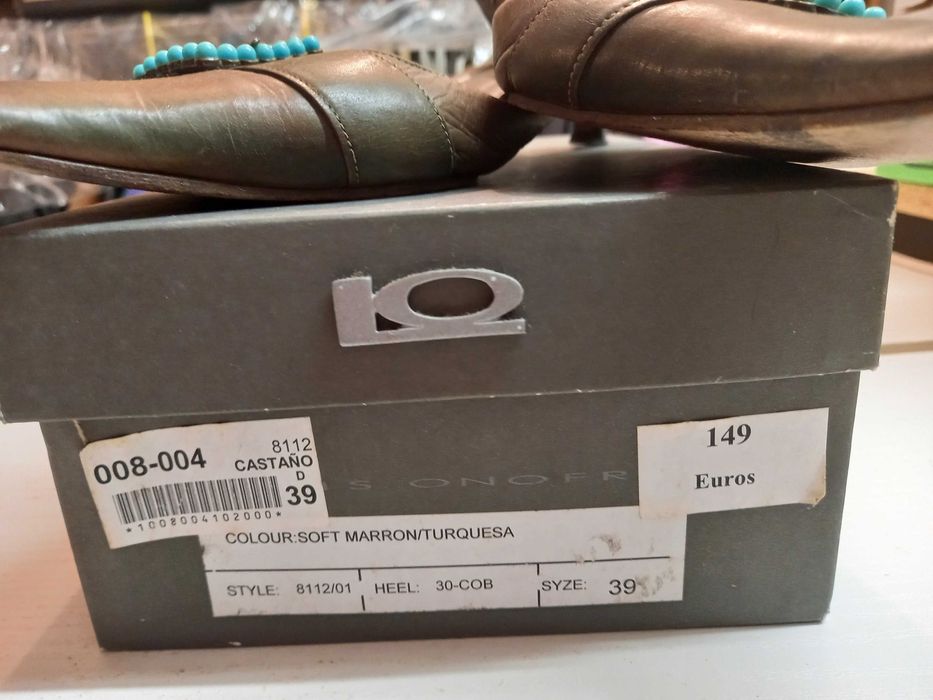 008-004
8112
CASTAÑO
D
39
*1008004102000*
S ONOFR
149
Euros
COLOUR:SOFT MARRON/TURQUESA
STYLE: 8112/01 HEEL: 30-COB SYZE: 39